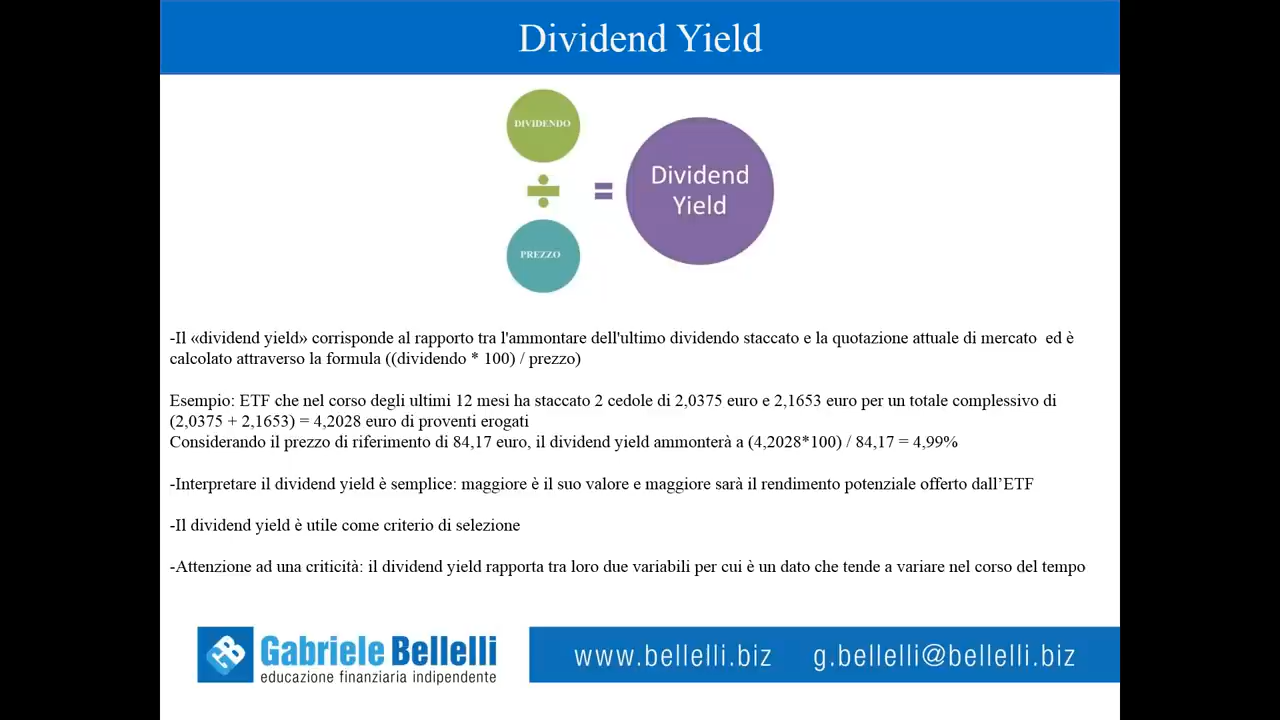 Dividend Yield
DIVIDENDO
÷
=
Dividend
Yield
PREZZO
-Il «dividend yield» corrisponde al rapporto tra l'ammontare dell'ultimo dividendo staccato e la quotazione attuale di mercato  ed è
calcolato attraverso la formula ((dividendo * 100) / prezzo)
Esempio: ETF che nel corso degli ultimi 12 mesi ha staccato 2 cedole di 2,0375 euro e 2,1653 euro per un totale complessivo di
(2,0375 + 2,1653) = 4,2028 euro di proventi erogati
Considerando il prezzo di riferimento di 84,17 euro, il dividend yield ammonterà a (4,2028*100) / 84,17 = 4,99%
-Interpretare il dividend yield è semplice: maggiore è il suo valore e maggiore sarà il rendimento potenziale offerto dall’ETF
-Il dividend yield è utile come criterio di selezione
-Attenzione ad una criticità: il dividend yield rapporta tra loro due variabili per cui è un dato che tende a variare nel corso del tempo
Gabriele Bellelli
educazione finanziaria indipendente
www.bellelli.biz g.bellelli@bellelli.biz